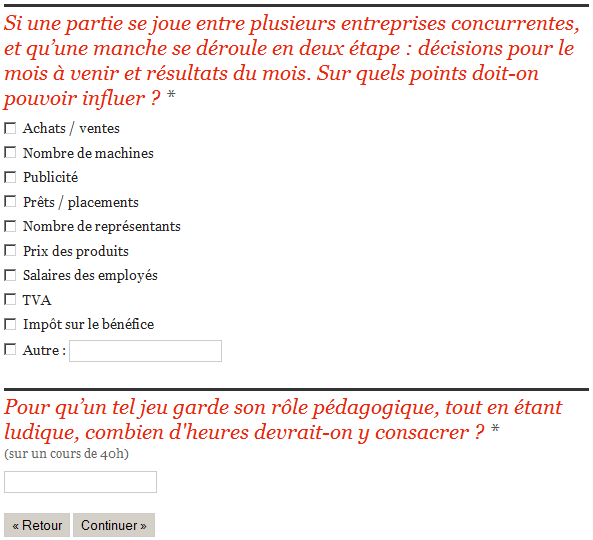 Si une partie se joue entre plusieurs entreprises concurrentes,
et qu’une manche se déroule en deux étape : décisions pour le
mois à venir et résultats du mois. Sur quels points doit-on
pouvoir influer ? *
Achats / ventes
Nombre de machines
Publicité
Prêts / placements
Nombre de représentants
Prix des produits
Salaires des employés
TVA
Impôt sur le bénéfice
Autre :
Pour qu’un tel jeu garde son rôle pédagogique, tout en étant
ludique, combien d'heures devrait-on y consacrer ? *
(sur un cours de 40h)
« Retour Continuer »